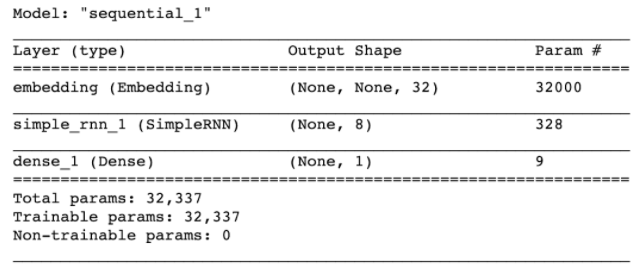 Model: "sequential_1"
Layer (type) Output Shape Param #
embedding (Embedding) (None, None, 32) 32000
simple_rnn_1 (SimpleRNN) (None, 8) 328
dense_1 (Dense) (None, 1) 9
Total params: 32,337
Trainable params: 32,337
Non-trainable params: 0